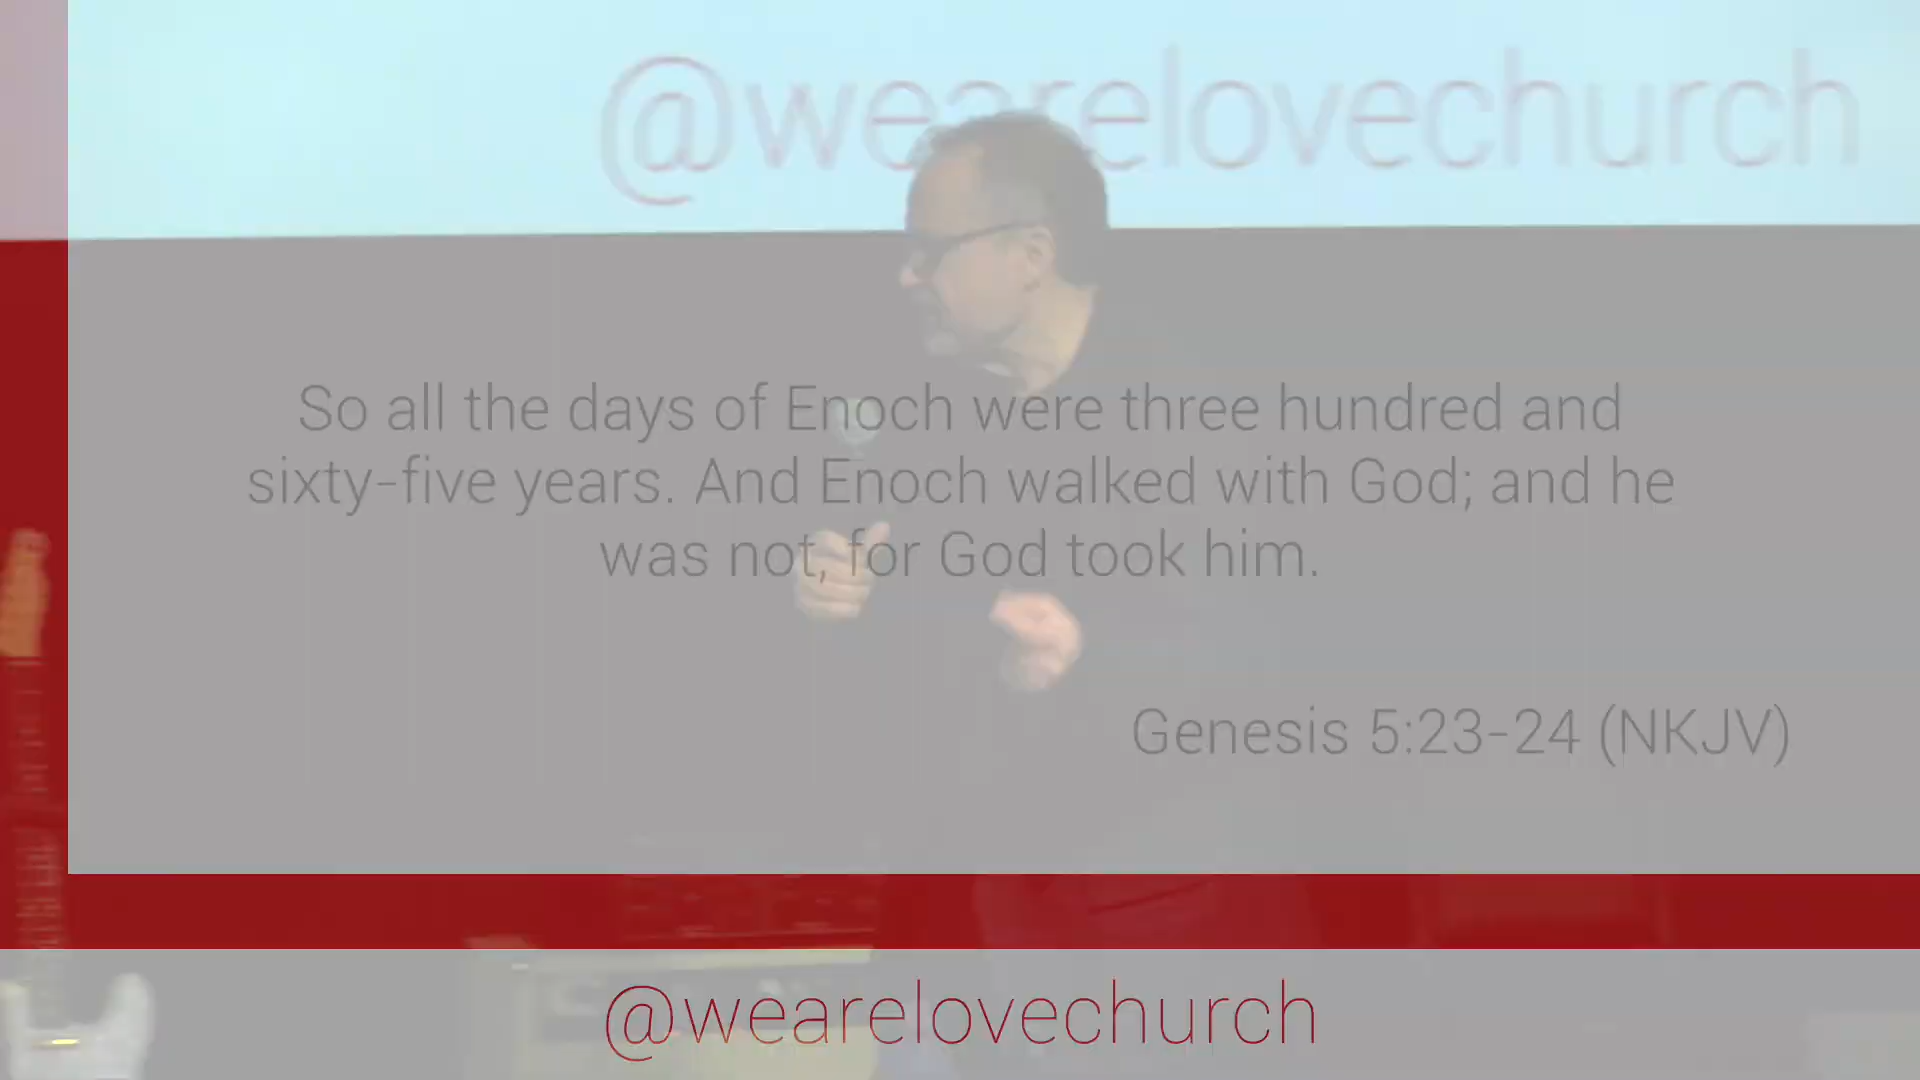 @wearelovechurch
So all the days of Enoch were three hundred and
sixty-five years. And Enoch walked with God; and he
was not, for God took him.
Genesis 5:23-24 (NKJV)
@wearelovechurch